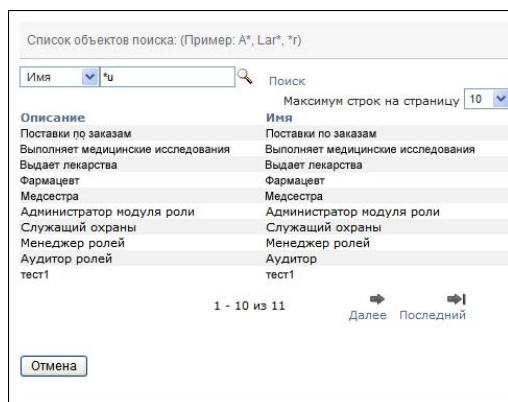 Список объектов поиска: (Пример: A*, Lar*, *r)
Имя *u Поиск
Максимум строк на страницу 10
Описание Имя
Поставки по заказам Поставки по заказам
Выполняет медицинские исследования Выполняет медицинские исследования
Выдает лекарства Выдает лекарства
Фармацевт Фармацевт
Медсестра Медсестра
Администратор модуля роли Администратор модуля роли
Служащий охраны Служащий охраны
Менеджер ролей Менеджер ролей
Аудитор ролей Аудитор
тест1 тест1
1 - 10 из 11 Далее Последний
Отмена